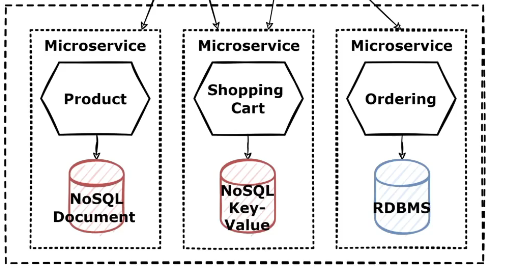 Microservice
Product
NoSQL
Document
Microservice
Shopping
Cart
NoSQL
Key-
Value
Microservice
Ordering
RDBMS